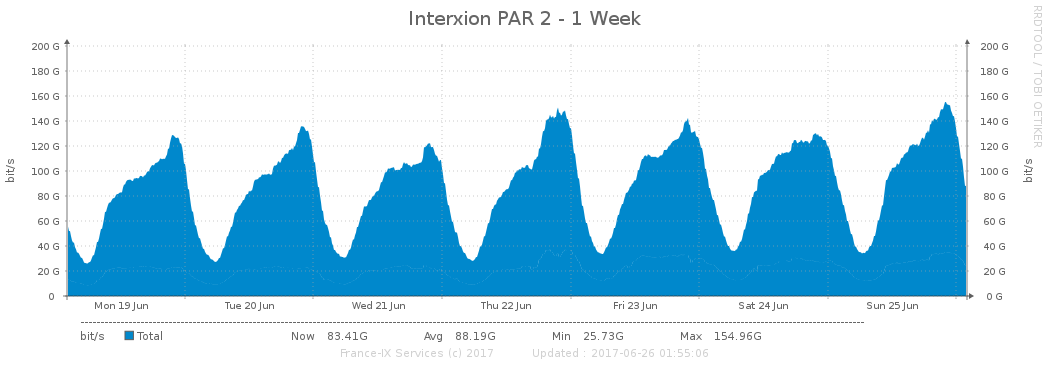 Interxion PAR 2 - 1 Week
RRDTOOL / TOBI OETIKER
bit/s
200 G 200 G
180 G 180 G
160 G 160 G
140 G 140 G
120 G 120 G
100 G 100 G
80 G 80 G
60 G 60 G
40 G 40 G
20 G 20 G
0 0 G
bit/s
Mon 19 Jun Tue 20 Jun Wed 21 Jun Thu 22 Jun Fri 23 Jun Sat 24 Jun Sun 25 Jun
bit/s Total Now 83.41G Avg 88.19G Min 25.73G Max 154.96G
France-IX Services (c) 2017 Updated : 2017-06-26 01:55:06